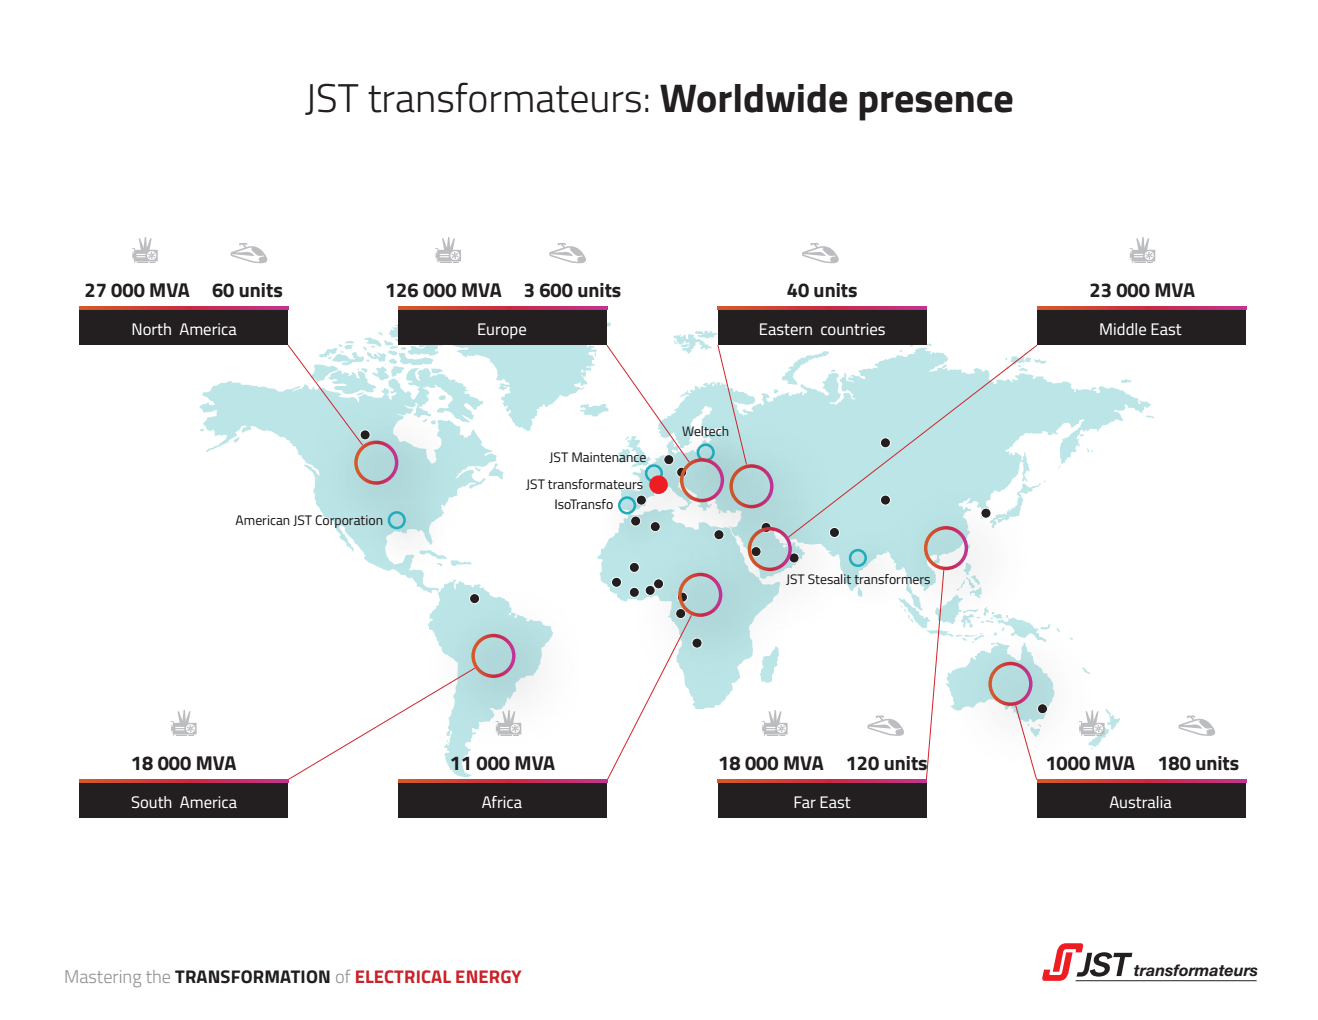 JST transformateurs: Worldwide presence
27 000 MVA 60 units
North America
126 000 MVA 3 600 units
Europe
40 units
Eastern countries
23 000 MVA
Middle East
Weltech
JST Maintenance
JST transformateurs
IsoTransfo
American JST Corporation
JST Stesalit transformers
18 000 MVA
South America
11 000 MVA
Africa
18 000 MVA 120 units
Far East
1000 MVA 180 units
Australia
Mastering the TRANSFORMATION of ELECTRICAL ENERGY
JST transformateurs